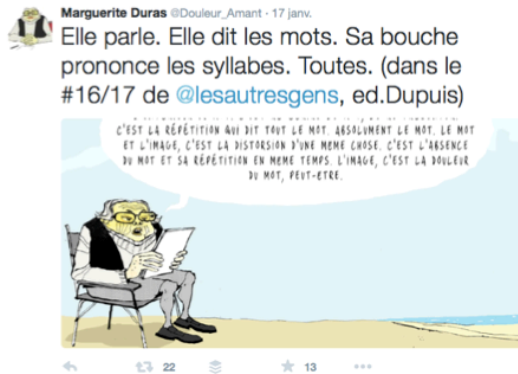 Marguerite Duras @Douleur_Amant · 17 janv.
Elle parle. Elle dit les mots. Sa bouche
prononce les syllabes. Toutes. (dans le
#16/17 de @lesautresgens, ed.Dupuis)
C'EST LA RÉPÉTITION QUI DIT TOUT LE MOT. ABSOLUMENT LE MOT. LE MOT
ET L'IMAGE, C'EST LA DISTORSION D'UNE MEME CHOSE. C'EST L'ABSENCE
DU MOT ET SA RÉPÉTITION EN MEME TEMPS. L'IMAGE, C'EST LA DOULEUR
DU MOT, PEUT-ETRE.
22 13